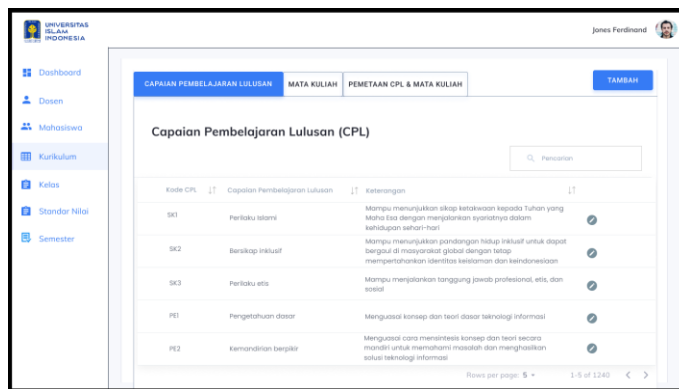 UNIVERSITAS
ISLAM
INDONESIA
Jones Ferdinand
Dashboard
Dosen
Mahasiswa
Kurikulum
Kelas
Standar Nilai
Semester
CAPAIAN PEMBELAJARAN LULUSAN
MATA KULIAH
PEMETAAN CPL & MATA KULIAH
TAMBAH
Capaian Pembelajaran Lulusan (CPL)
Pencarian
Kode CPL
Capaian Pembelajaran Lulusan
Keterangan
SK1
Perilaku Islami
Mampu menunjukkan sikap ketakwaan kepada Tuhan yang
Maha Esa dengan menjalankan syariatnya dalam
kehidupan sehari-hari
SK2
Bersikap inklusif
Mampu menunjukkan pandangan hidup inklusif untuk dapat
bergaul di masyarakat global dengan tetap
mempertahankan identitas keislaman dan keindonesiaan
SK3
Perilaku etis
Mampu menjalankan tanggung jawab profesional, etis, dan
sosial
PE1
Pengetahuan dasar
Menguasai konsep dan teori dasar teknologi informasi
PE2
Kemandirian berpikir
Menguasai cara mensintesis konsep dan teori secara
mandiri untuk memahami masalah dan menghasilkan
solusi teknologi informasi
Rows per page: 5
1-5 of 1240